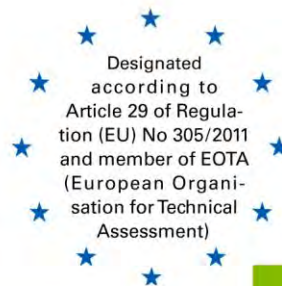 Designated
according to
Article 29 of Regula-
tion (EU) No 305/2011
and member of EOTA
(European Organi-
sation for Technical
Assessment)